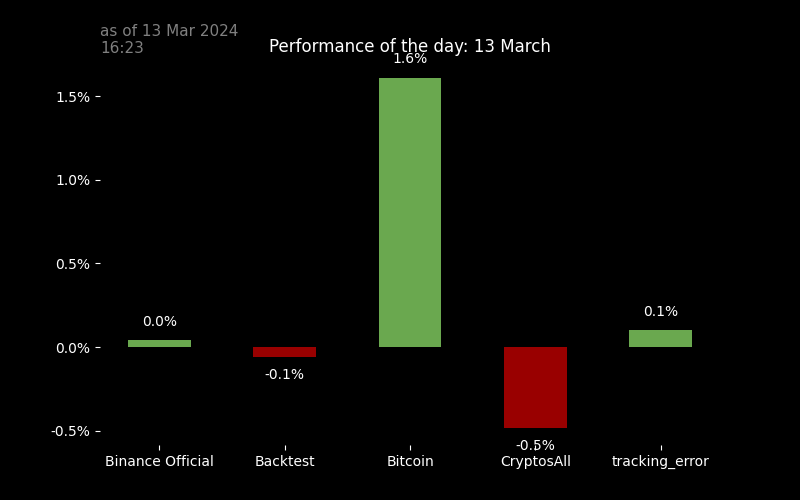 as of 13 Mar 2024
16:23
Performance of the day: 13 March
1.6%
1.5%
1.0%
0.5%
0.0%
-0.5%
0.0%
-0.1%
-0.5%
0.1%
Binance Official
Backtest
Bitcoin
CryptosAll
tracking_error